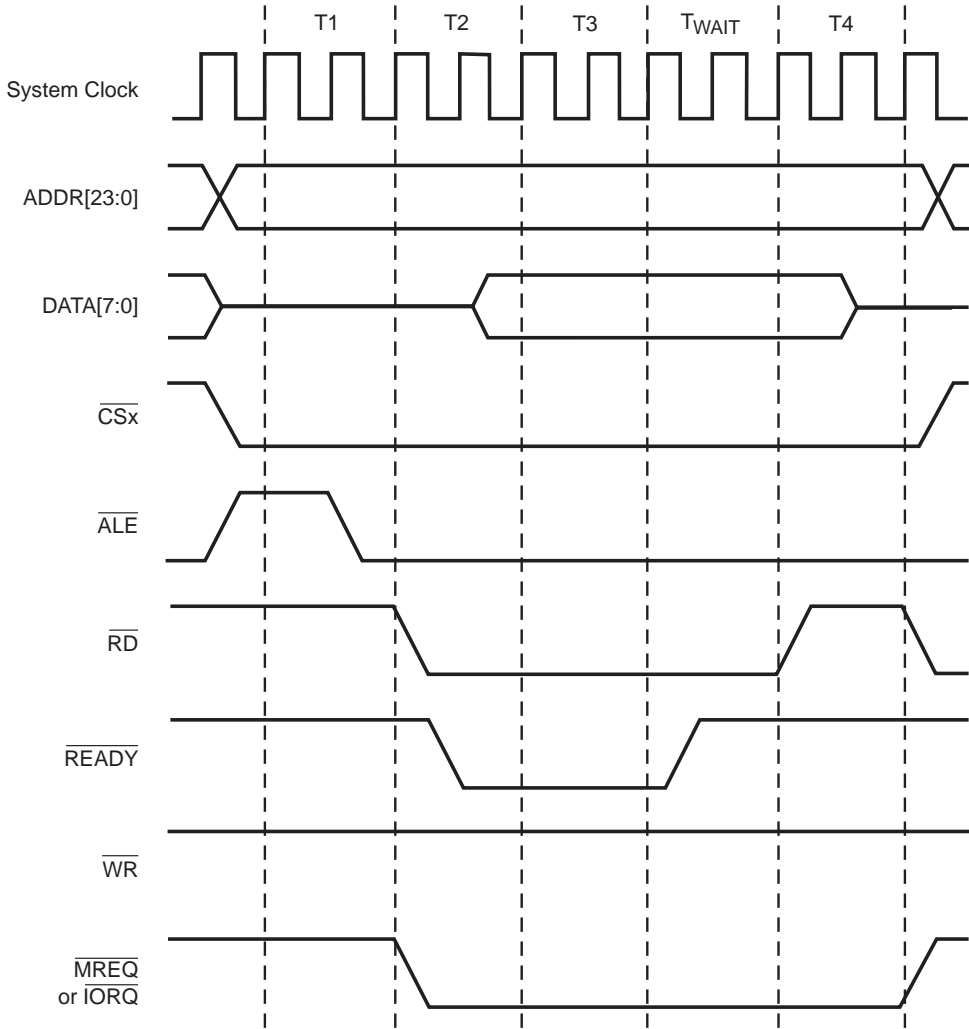 T1 T2 T3 TWAIT T4
System Clock
ADDR[23:0]
DATA[7:0]
CSx
ALE
RD
READY
WR
MREQ
or IORQ